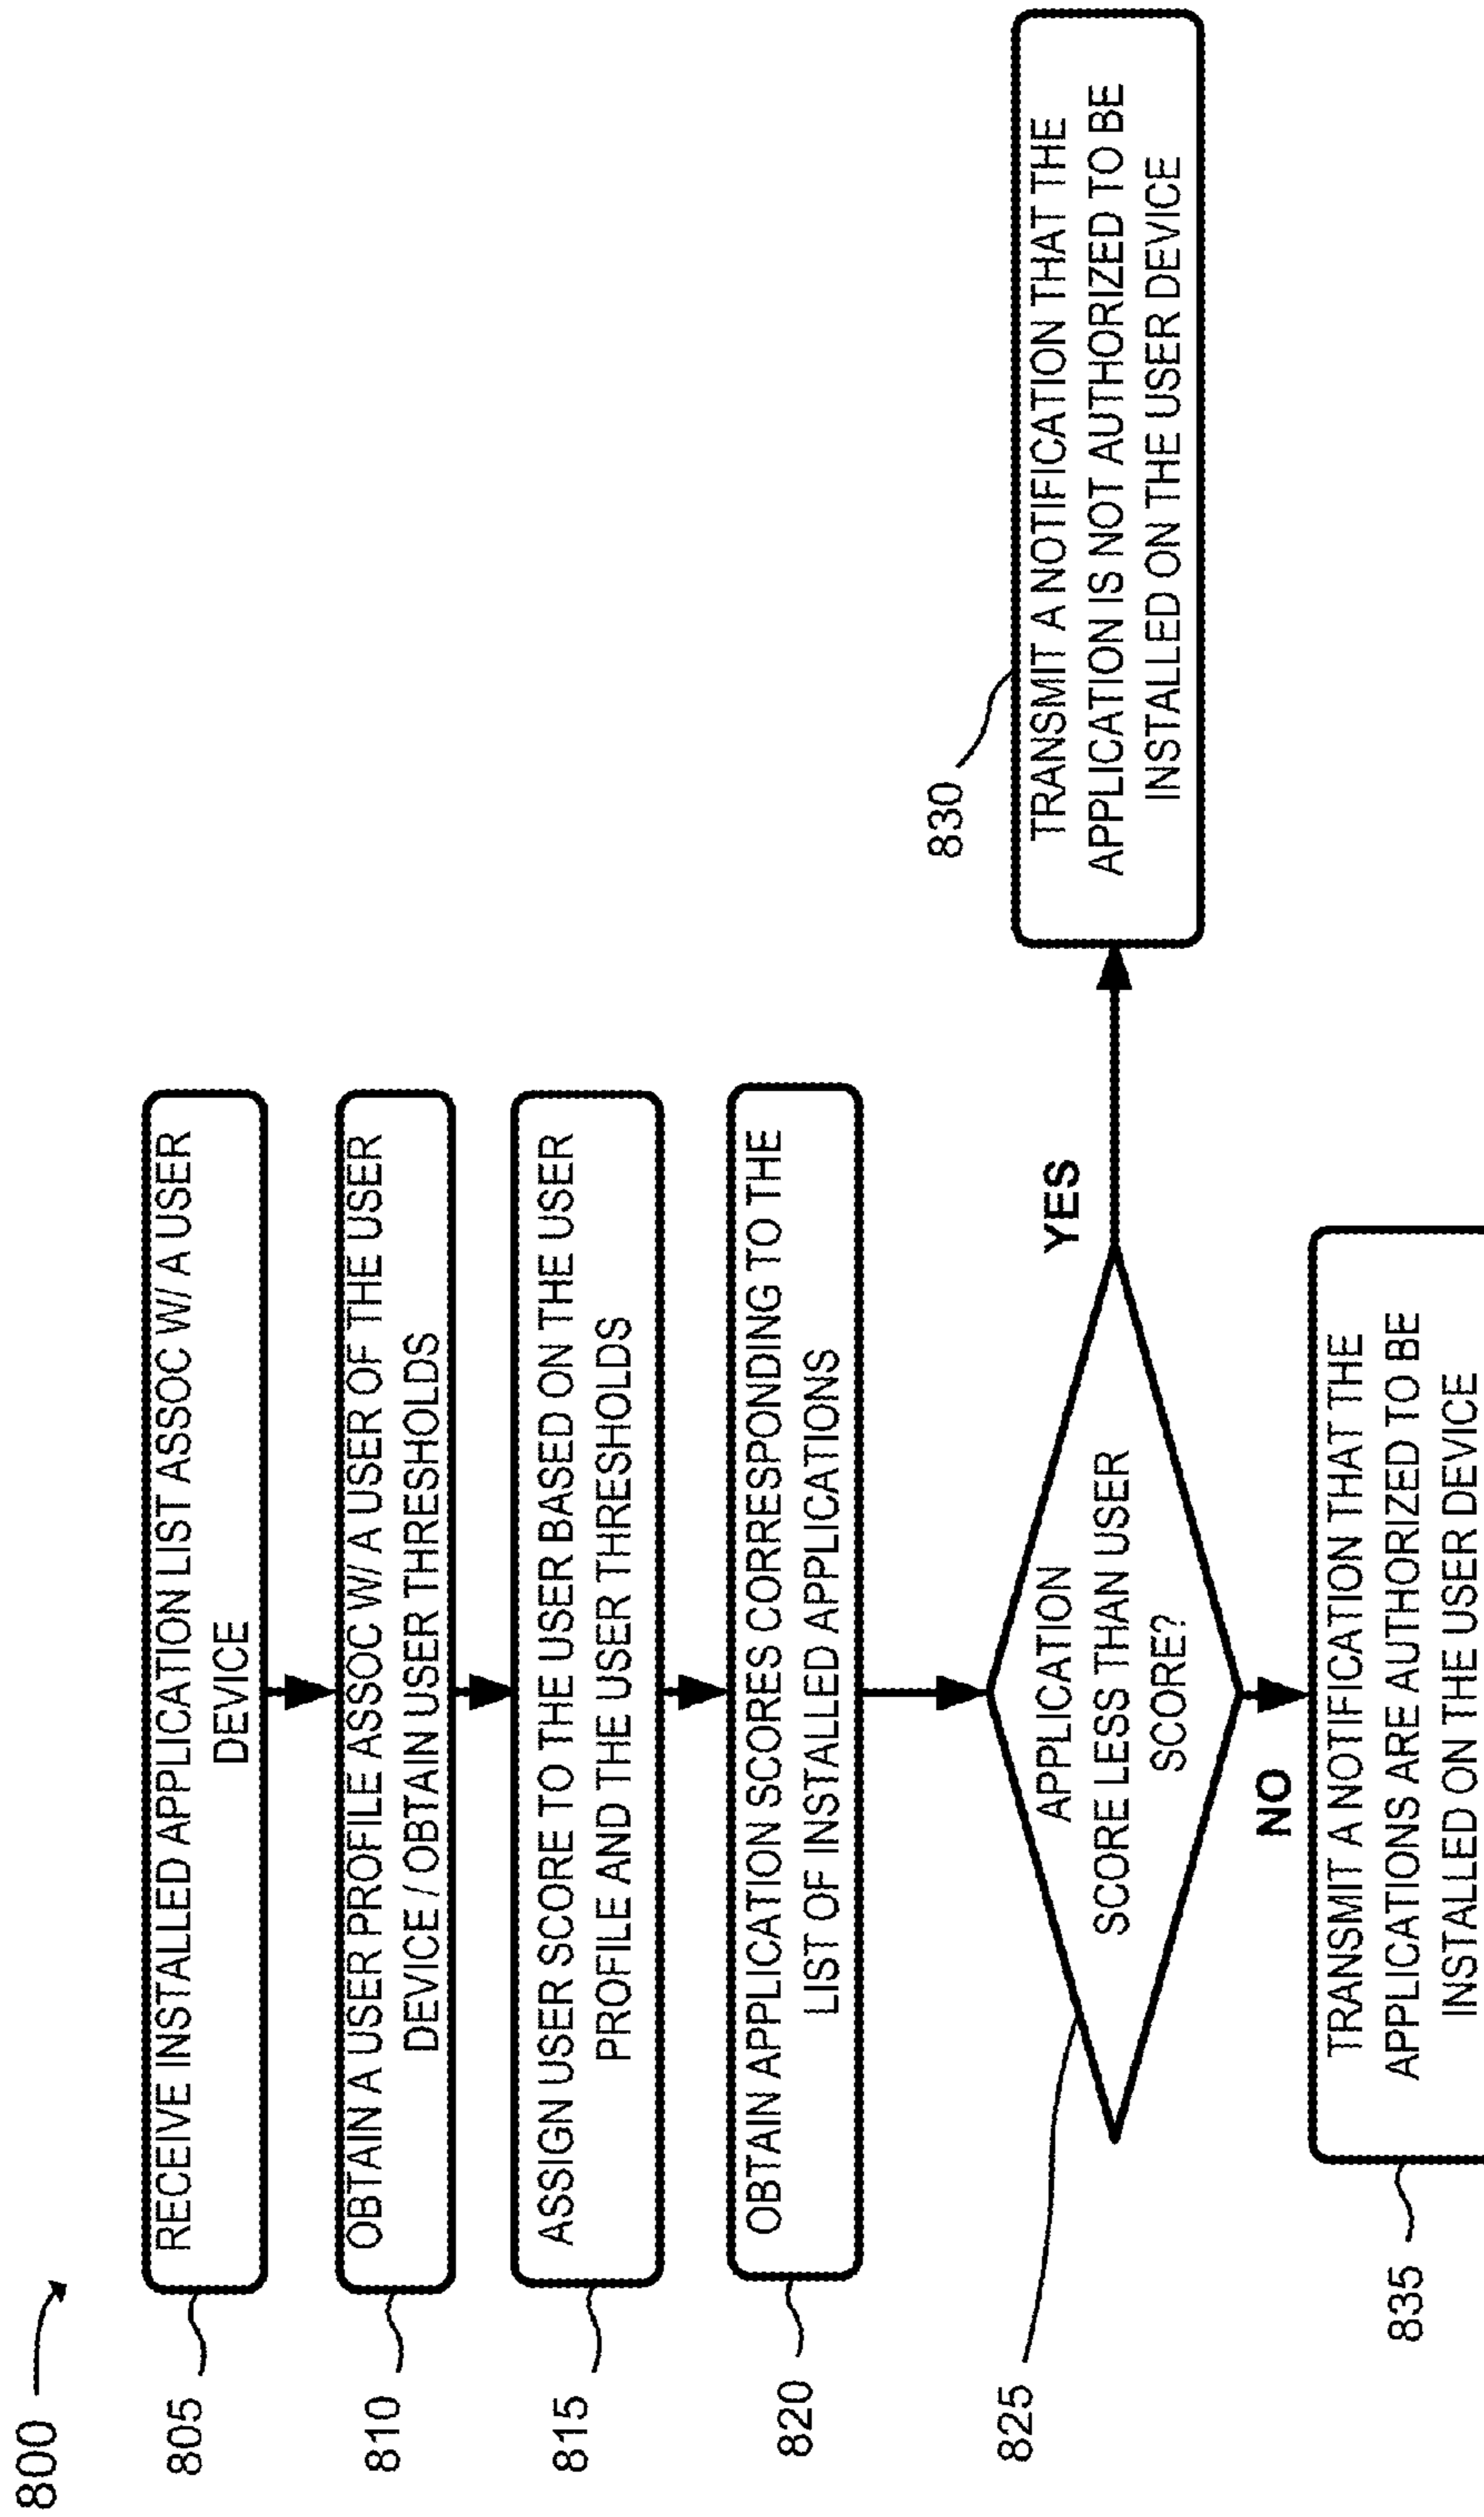 800
805
RECEIVE INSTALLED APPLICATION LIST ASSOC W/ A USER
DEVICE
810
OBTAIN A USER PROFILE ASSOC W/ A USER OF THE USER
DEVICE / OBTAIN USER THRESHOLDS
815
ASSIGN USER SCORE TO THE USER BASED ON THE USER
PROFILE AND THE USER THRESHOLDS
820
OBTAIN APPLICATION SCORES CORRESPONDING TO THE
LIST OF INSTALLED APPLICATIONS
825
APPLICATION
SCORE LESS THAN USER
SCORE?
YES
830
TRANSMIT A NOTIFICATION THAT THE
APPLICATION IS NOT AUTHORIZED TO BE
INSTALLED ON THE USER DEVICE
NO
835
TRANSMIT A NOTIFICATION THAT THE
APPLICATIONS ARE AUTHORIZED TO BE
INSTALLED ON THE USER DEVICE